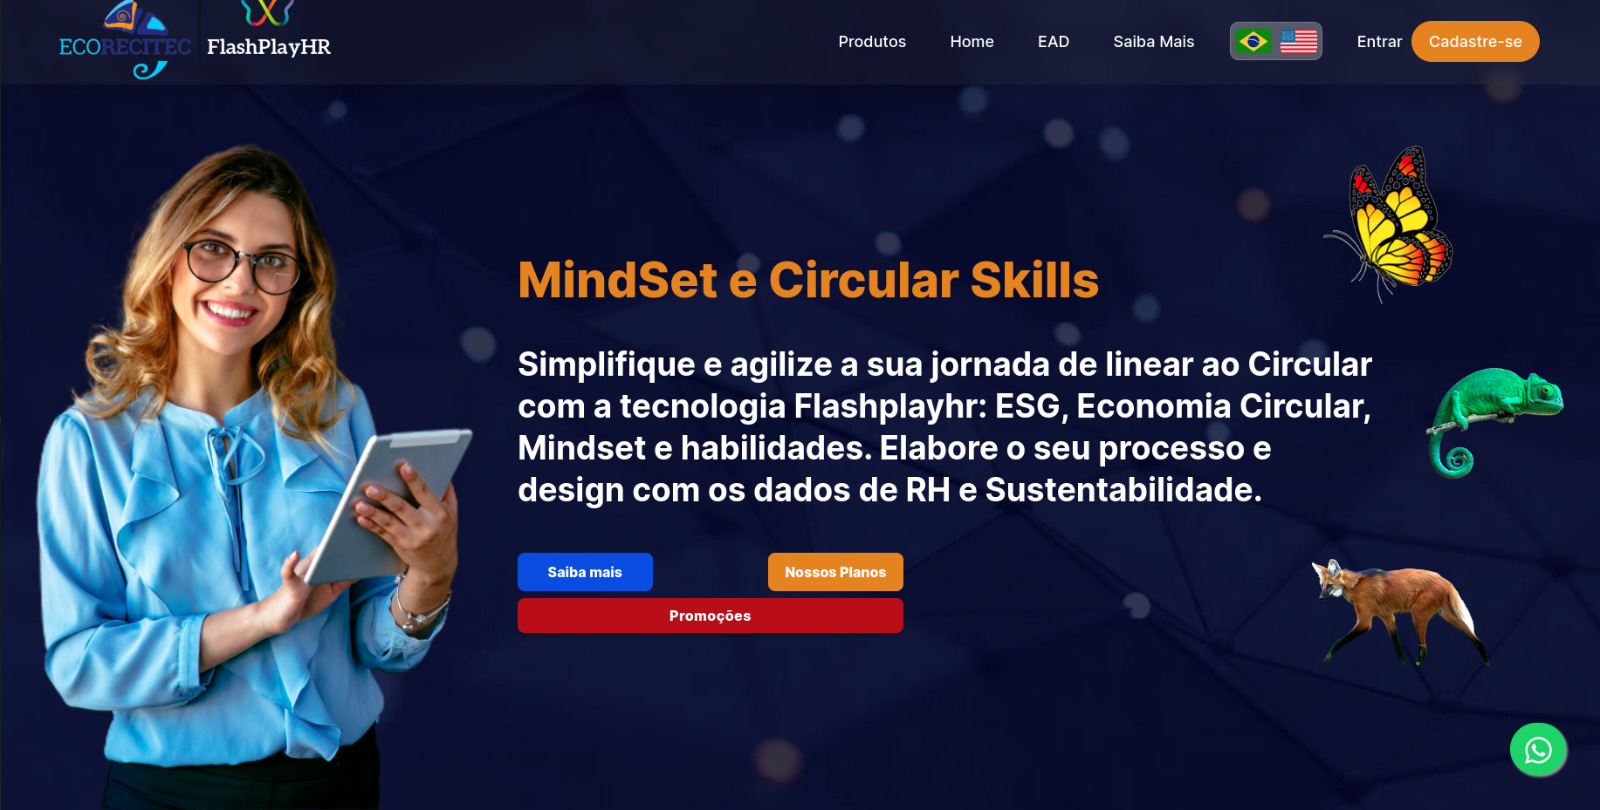 ECORECITEC
FlashPlayHR
Produtos
Home
EAD
Saiba Mais
Entrar
Cadastre-se
MindSet e Circular Skills
Simplifique e agilize a sua jornada de linear ao Circular
com a tecnologia Flashplayhr: ESG, Economia Circular,
Mindset e habilidades. Elabore o seu processo e
design com os dados de RH e Sustentabilidade.
Saiba mais
Nossos Planos
Promoções